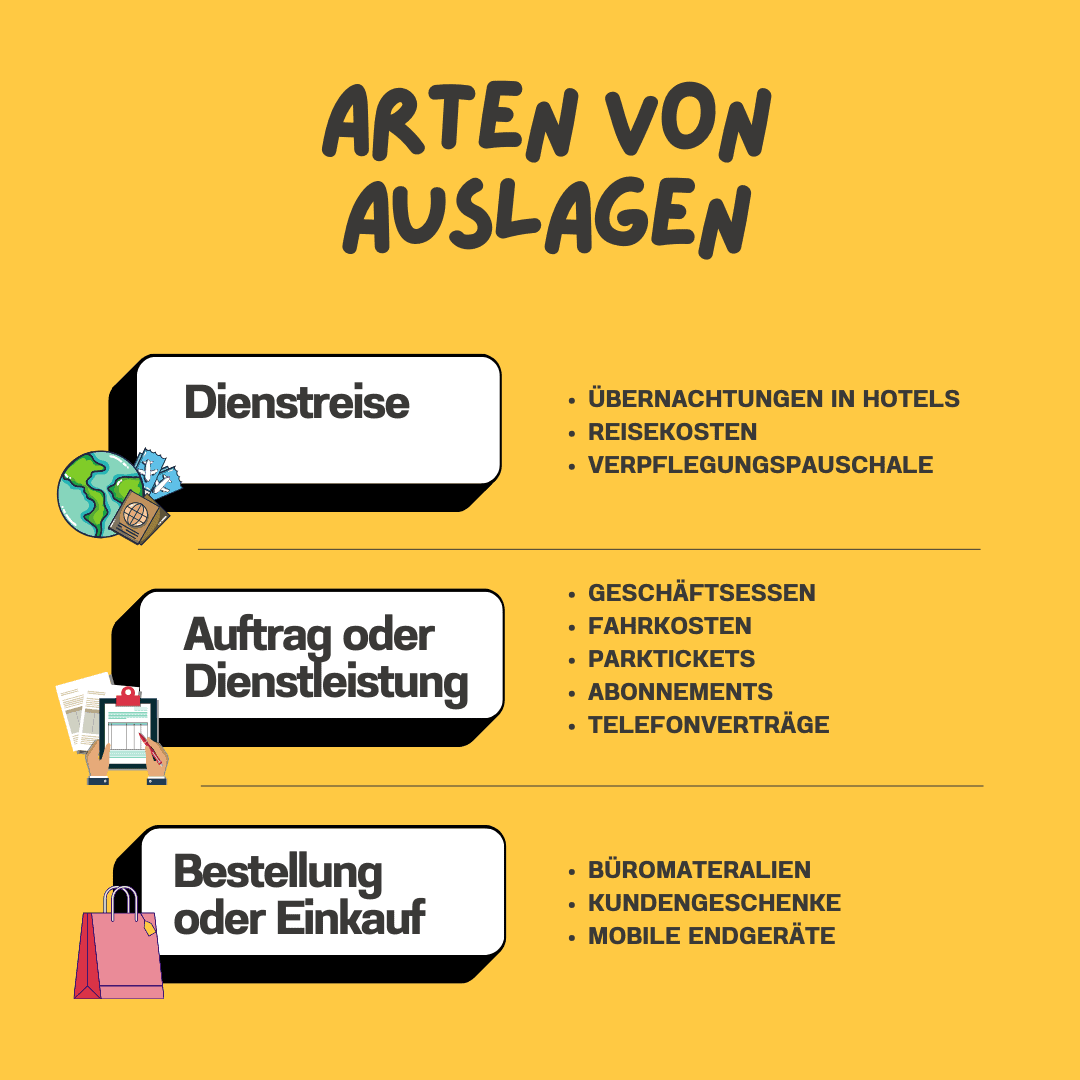 ARTEN VON
AUSLAGEN
Dienstreise
• ÜBERNACHTUNGEN IN HOTELS
• REISEKOSTEN
• VERPFLEGUNGSPAUSCHALE
Auftrag oder
Dienstleistung
• GESCHÄFTSESSEN
• FAHRKOSTEN
• PARKTICKETS
• ABONNEMENTS
• TELEFONVERTRÄGE
Bestellung
oder Einkauf
• BÜROMATERALIEN
• KUNDENGESCHENKE
• MOBILE ENDGERÄTE